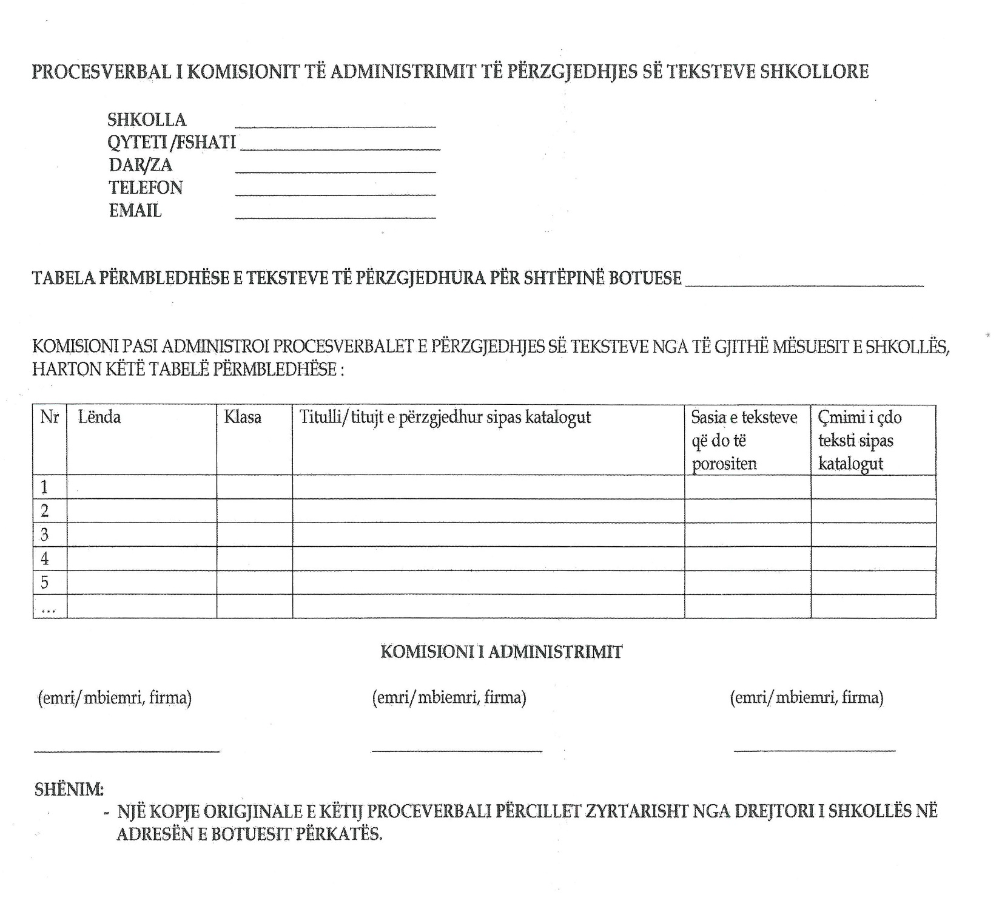 PROCESVERBAL I KOMISIONIT TË ADMINISTRIMIT TË PËRZGJEDHJES SË TEKSTEVE SHKOLLORE
SHKOLLA
QYTETI /FSHATI
DAR/ZA
TELEFON
EMAIL
TABELA PËRMBLEDHËSE E TEKSTEVE TË PËRZGJEDHURA PËR SHTËPINË BOTUESE
KOMISIONI PASI ADMINISTROI PROCESVERBALET E PËRZGJEDHJES SË TEKSTEVE NGA TË GJITHË MËSUESIT E SHKOLLËS,
HARTON KËTË TABELË PËRMBLEDHËSE :
Nr Lënda Klasa Titulli/titujt e përzgjedhur sipas katalogut Sasia e teksteve Çmimi i çdo
që do të teksti sipas
porositen katalogut
1
2
3
4
5
...
KOMISIONI I ADMINISTRIMIT
(emri/mbiemri, firma) (emri/mbiemri, firma) (emri/mbiemri, firma)
SHËNIM:
- NJË KOPJE ORIGJINALE E KËTIJ PROCEVERBALI PËRCILLET ZYRTARISHT NGA DREJTORI I SHKOLLËS NË
ADRESËN E BOTUESIT PËRKATËS.